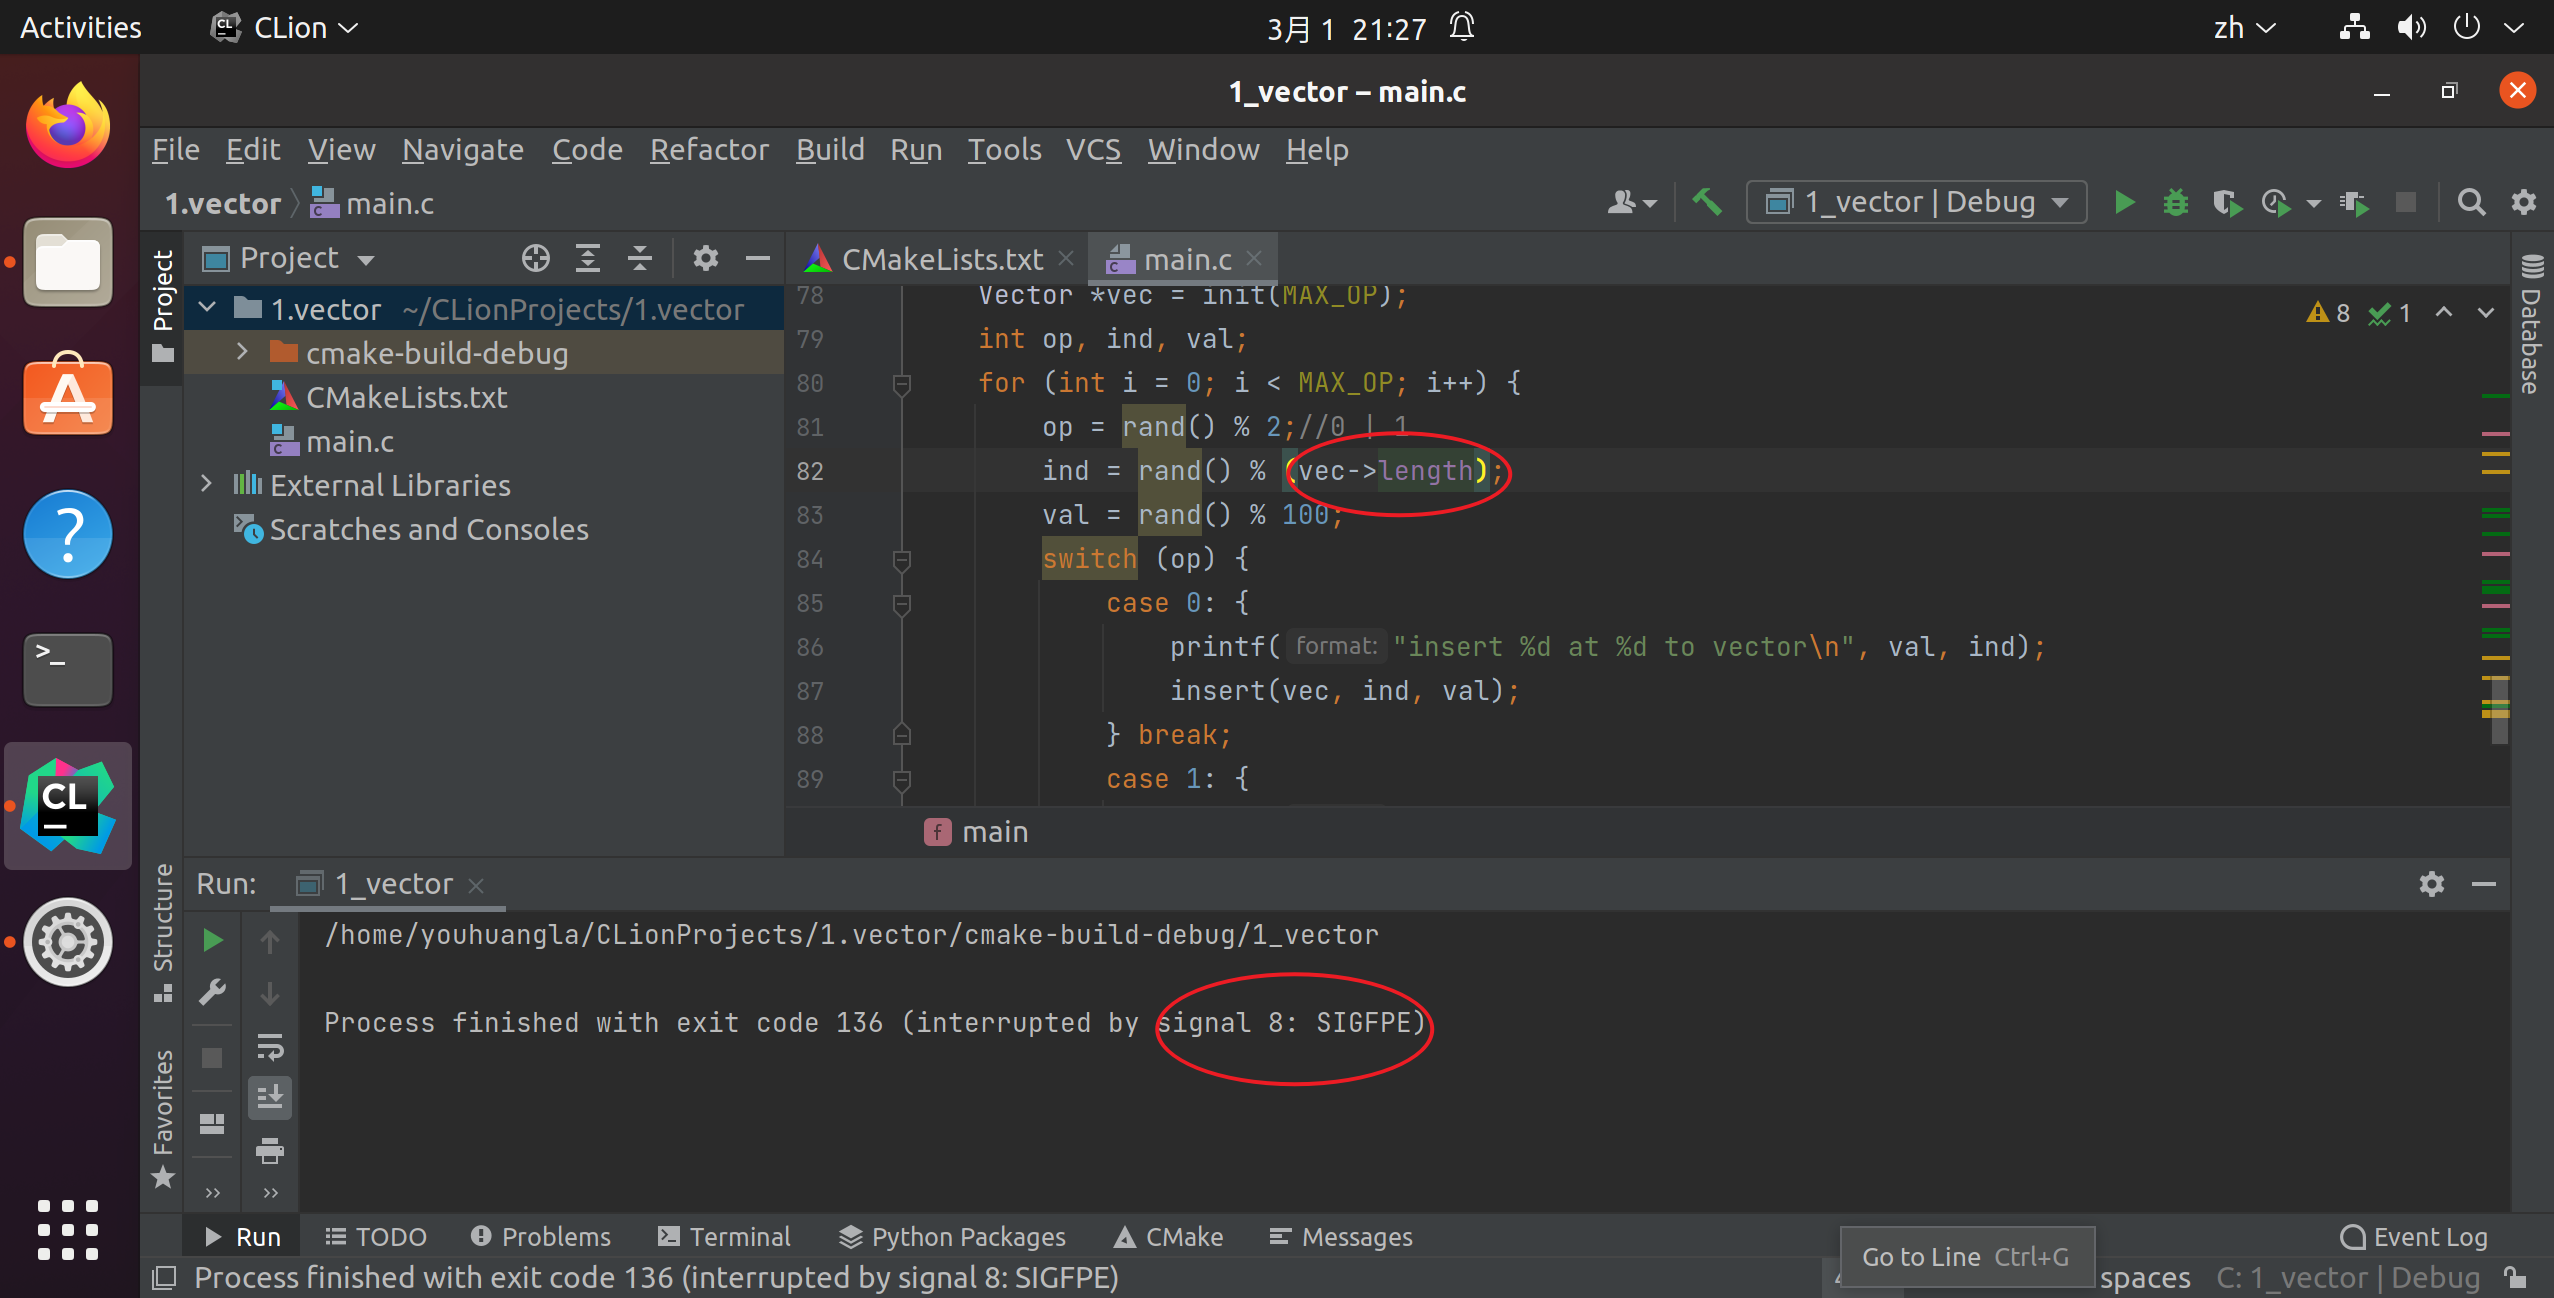 Activities
CLion
3月 1 21:27
zh
1_vector – main.c
File Edit View Navigate Code Refactor Build Run Tools VCS Window Help
1.vector
main.c
1_vector | Debug
Project
Project
CMakeLists.txt
main.c
1.vector ~/CLionProjects/1.vector
cmake-build-debug
CMakeLists.txt
main.c
External Libraries
Scratches and Consoles
78 Vector *vec = init(MAX_OP);
79 int op, ind, val;
80 for (int i = 0; i < MAX_OP; i++) {
81 op = rand() % 2;//0 | 1
82 ind = rand() % (vec->length);
83 val = rand() % 100;
84 switch (op) {
85 case 0: {
86 printf( format: "insert %d at %d to vector\n", val, ind);
87 insert(vec, ind, val);
88 } break;
89 case 1: {
8
1
Database
f main
Structure
Favorites
Run:
1_vector
/home/youhuangla/CLionProjects/1.vector/cmake-build-debug/1_vector
Process finished with exit code 136 (interrupted by signal 8: SIGFPE)
Run
TODO
Problems
Terminal
Python Packages
CMake
Messages
Event Log
Process finished with exit code 136 (interrupted by signal 8: SIGFPE)
Go to Line Ctrl+G
spaces
C: 1_vector | Debug